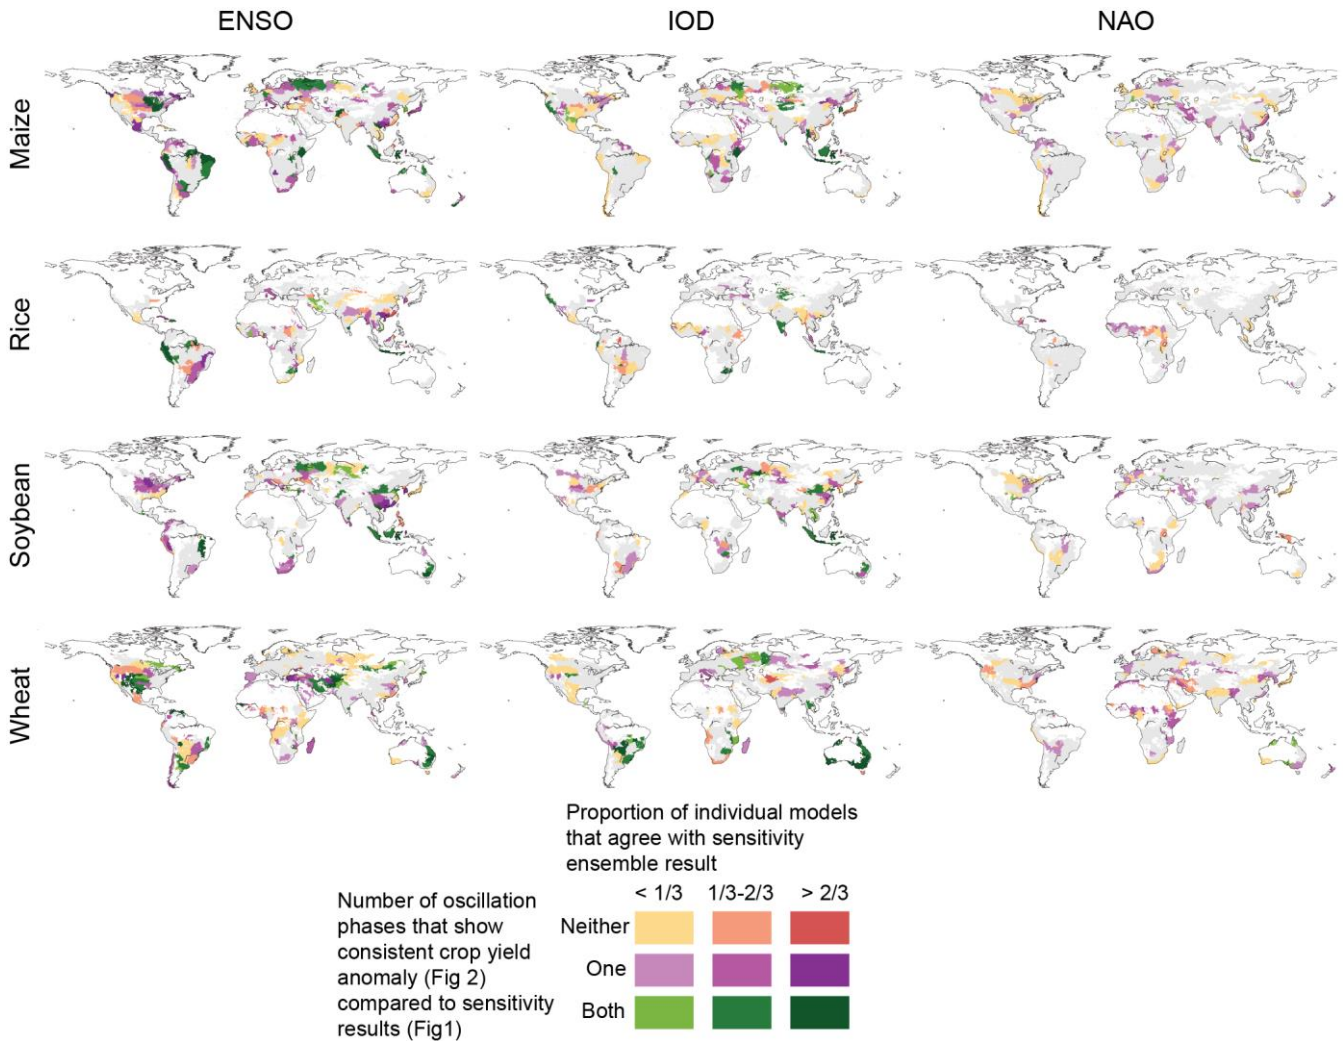 ENSO IOD NAO
Maize
Rice
Soybean
Wheat
Proportion of individual models
that agree with sensitivity
ensemble result
< 1/3 1/3-2/3 > 2/3
Number of oscillation
phases that show
consistent crop yield
anomaly (Fig 2)
compared to sensitivity
results (Fig1)
Neither
One
Both